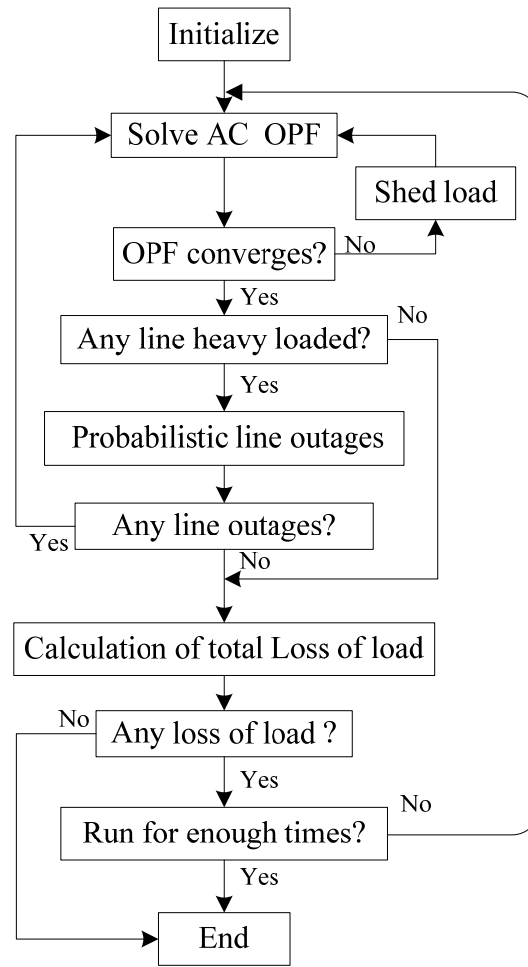 Initialize
Solve AC OPF
Shed load
OPF converges?
No
Yes
Any line heavy loaded?
No
Yes
Probabilistic line outages
Any line outages?
Yes
No
Calculation of total Loss of load
No
Any loss of load ?
Yes
Run for enough times?
No
Yes
End